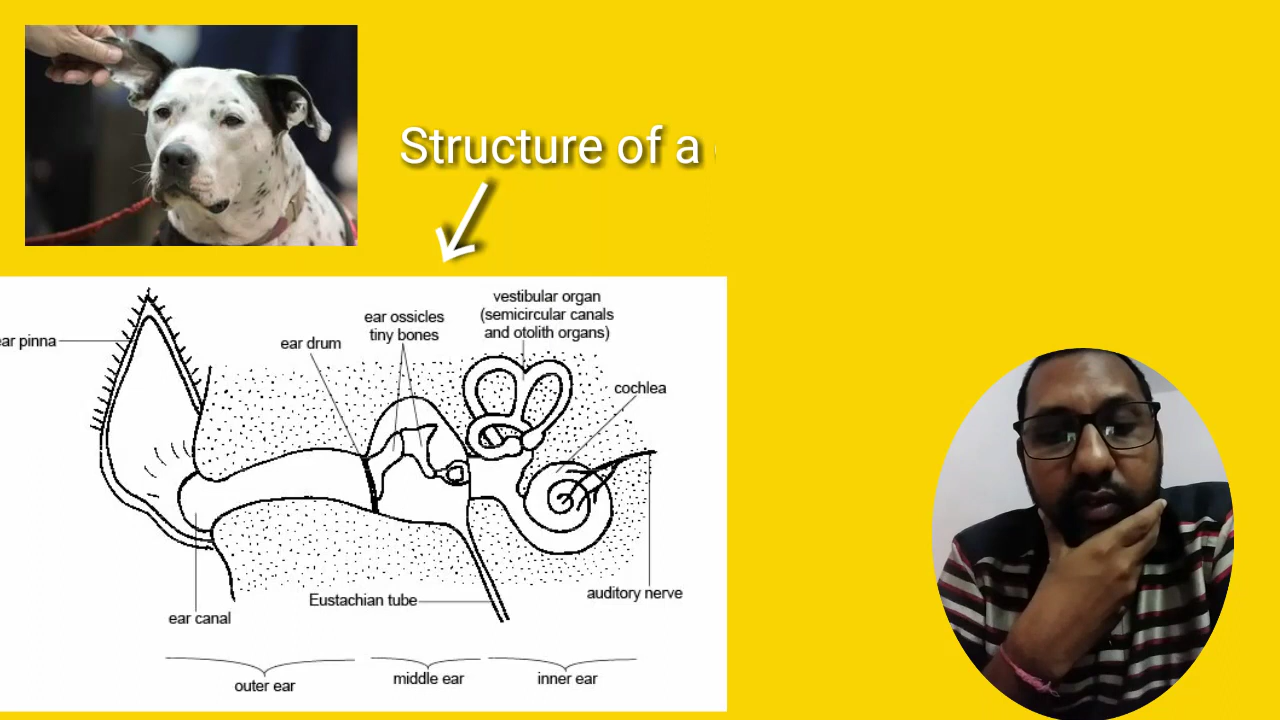 Structure of a
vestibular organ
(semicircular canals
and otolith organs)
ear ossicles
tiny bones
ear drum
ear pinna
cochlea
Eustachian tube
auditory nerve
ear canal
outer ear
middle ear
inner ear